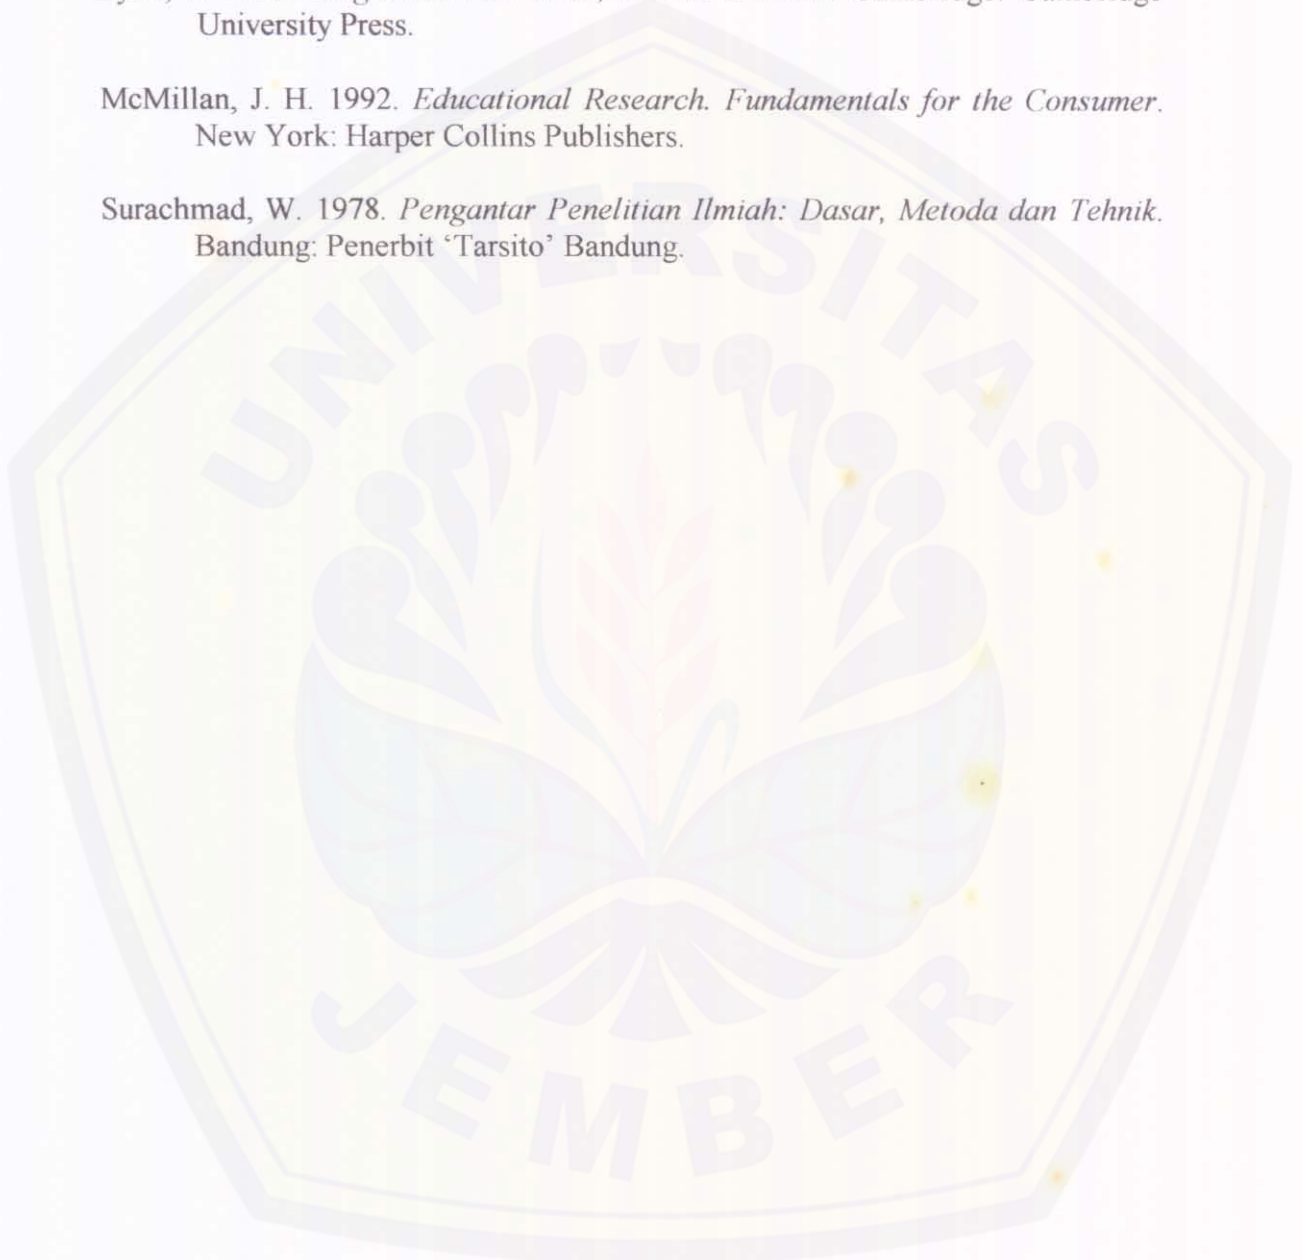 University Press.
McMillan, J. H. 1992. Educational Research. Fundamentals for the Consumer.
New York: Harper Collins Publishers.
Surachmad, W. 1978. Pengantar Penelitian Ilmiah: Dasar, Metoda dan Tehnik.
Bandung: Penerbit ‘Tarsito’ Bandung.
UNIVERSITAS
JEMBER